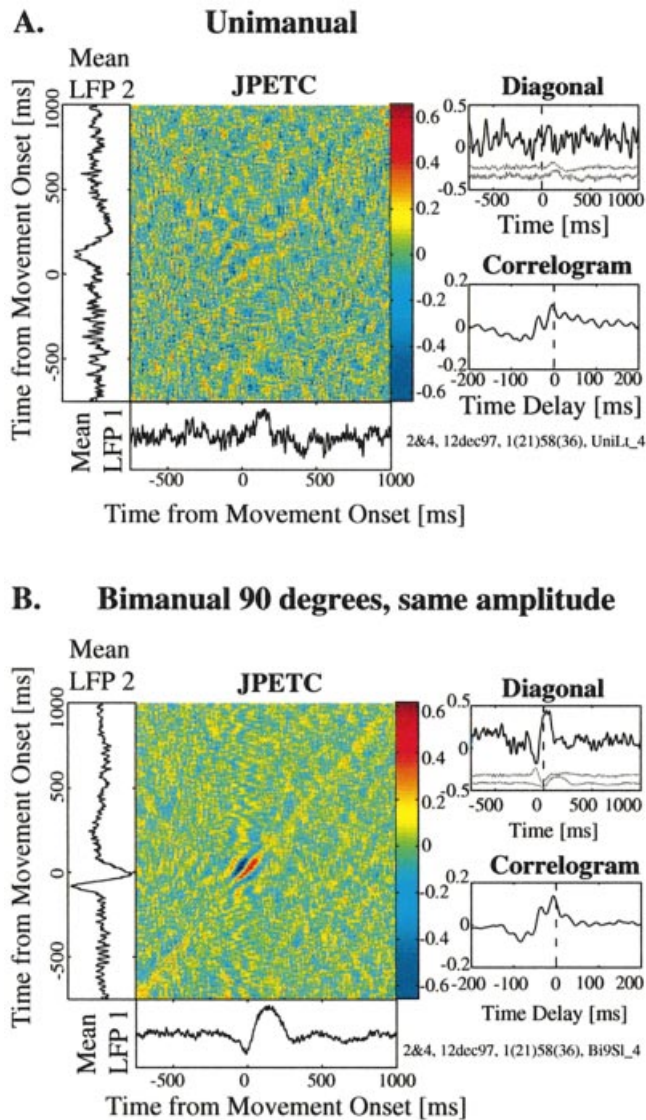 A. Unimanual
Mean
LFP 2
JPETC
Diagonal
Time from Movement Onset [ms]
1000
500
0
-500
0.6
0.4
0.2
0
-0.2
-0.4
-0.6
0.5
0
-0.5
-500 0 500 1000
Time [ms]
Correlogram
0.2
0
0.2
-200 -100 0 100 200
Time Delay [ms]
Mean
LFP 1
-500 0 500 1000
Time from Movement Onset [ms]
2&4, 12dec97, 1(21)58(36), UniLt_4
B. Bimanual 90 degrees, same amplitude
Mean
LFP 2
JPETC
Diagonal
Time from Movement Onset [ms]
1000
500
0
-500
0.6
0.4
0.2
0
-0.2
-0.4
-0.6
0.5
0
0.5
-500 0 500 1000
Time [ms]
Correlogram
0.2
0
0.2
-200 -100 0 100 200
Time Delay [ms]
Mean
LFP 1
-500 0 500 1000
Time from Movement Onset [ms]
2&4, 12dec97, 1(21)58(36), Bi9Sl_4